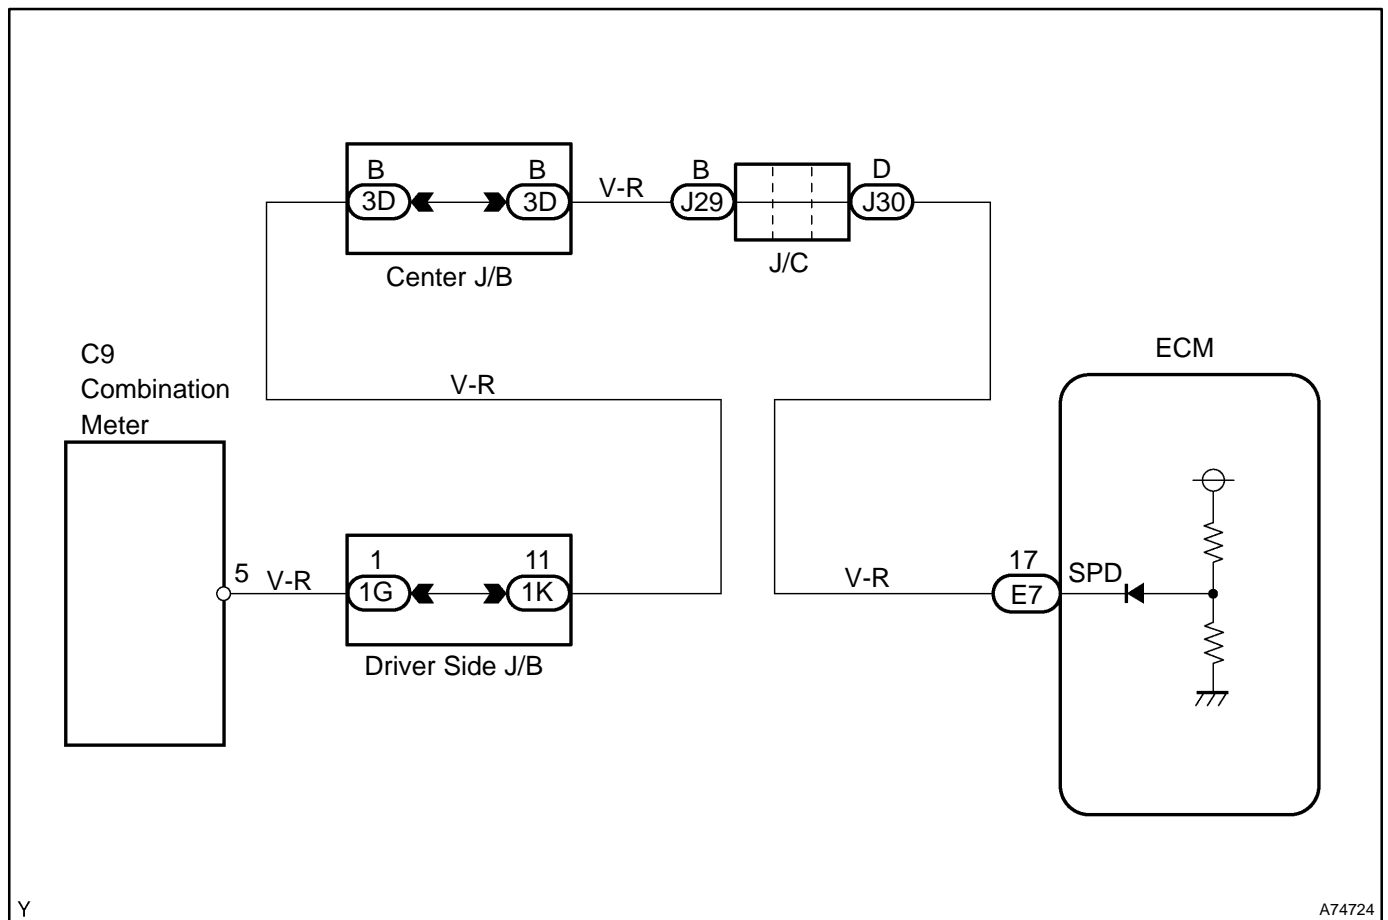 B
B
V-R
B
D
3D
3D
J29
J30
Center J/B
J/C
C9
Combination
Meter
V-R
ECM
5
V-R
1
11
1G
1K
Driver Side J/B
V-R
17
E7
SPD
Y
A74724